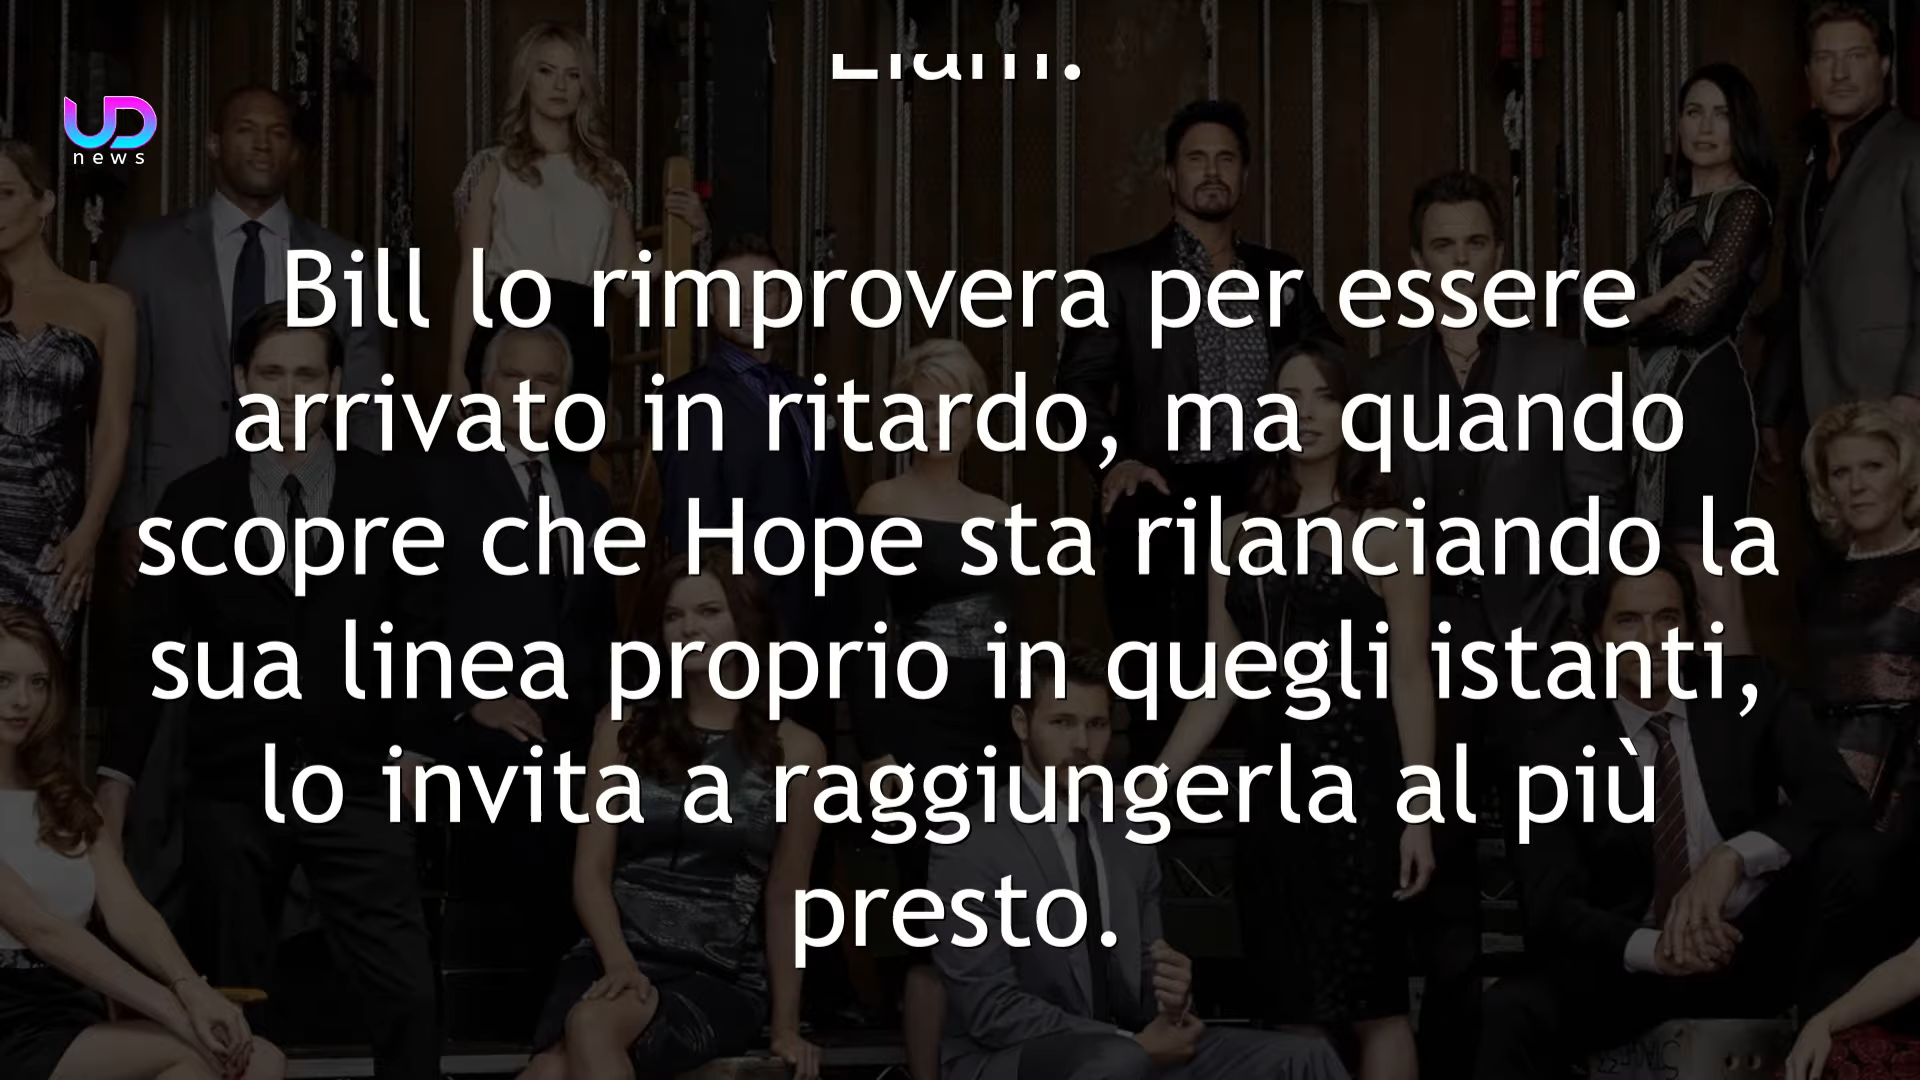 Liam.
UD
news
Bill lo rimprovera per essere
arrivato in ritardo, ma quando
scopre che Hope sta rilanciando la
sua linea proprio in quegli istanti,
lo invita a raggiungerla al più
presto.